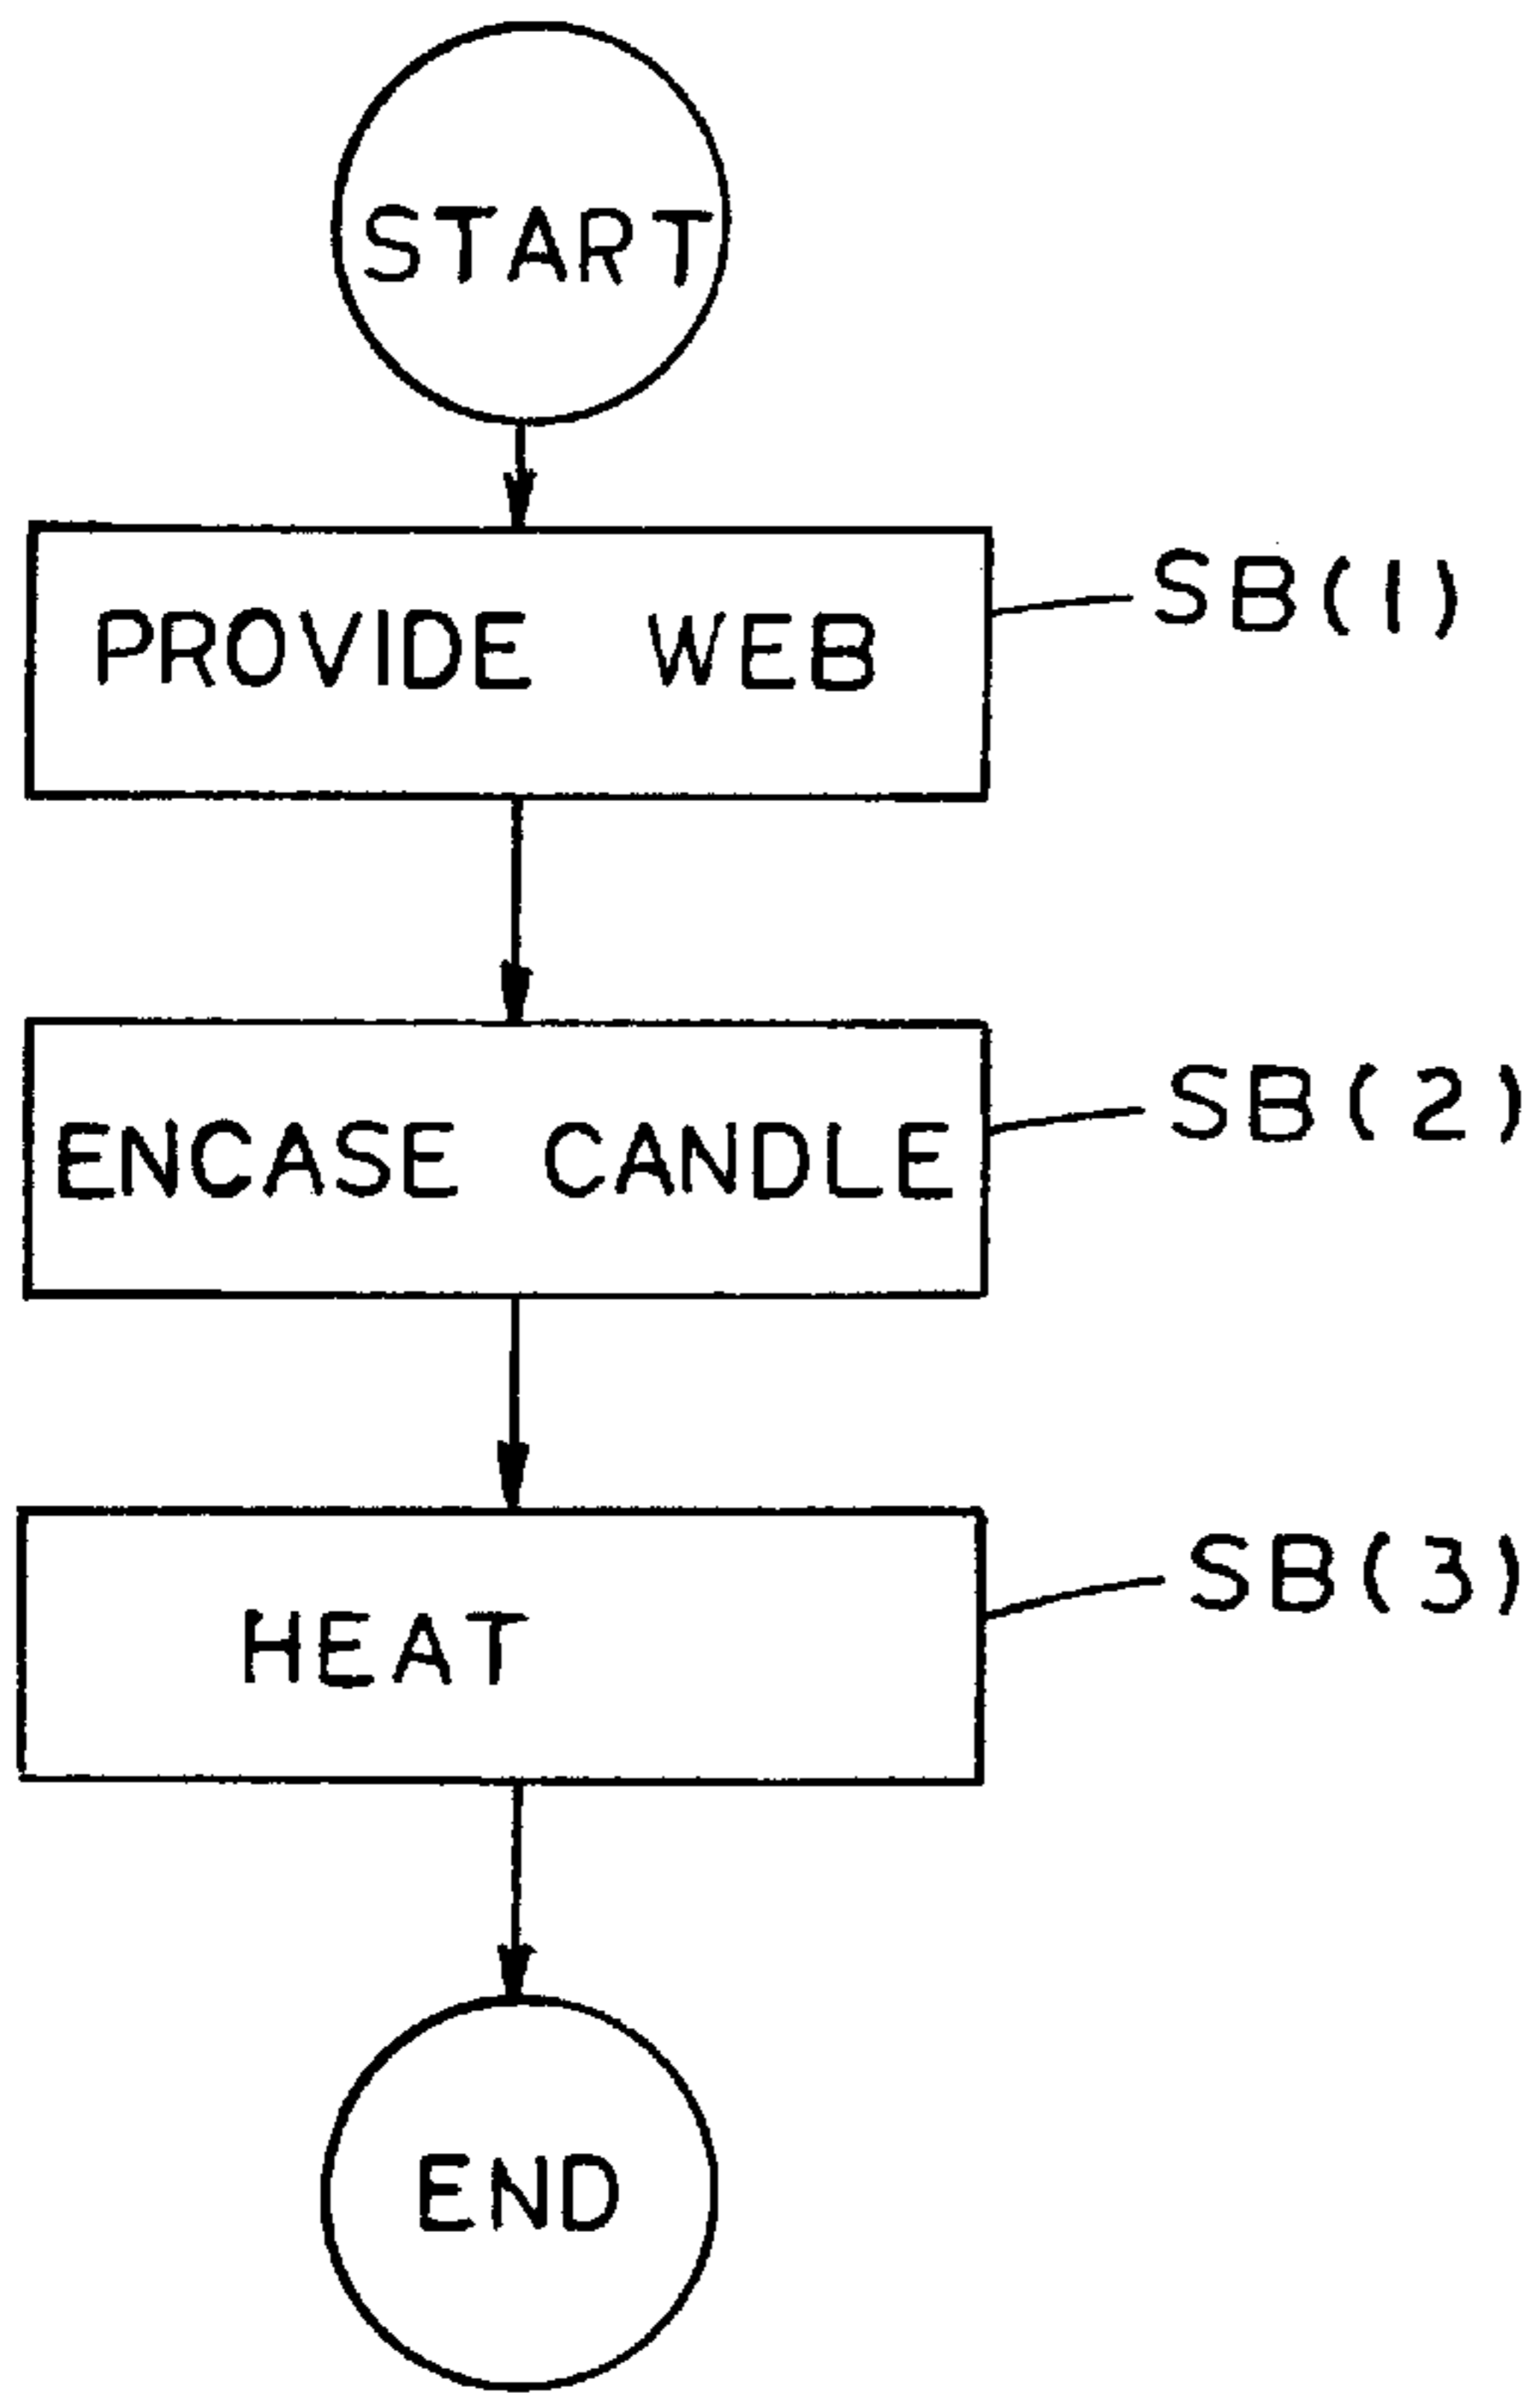 START
PROVIDE WEB
SB(1)
ENCASE CANDLE
SB(2)
HEAT
SB(3)
END